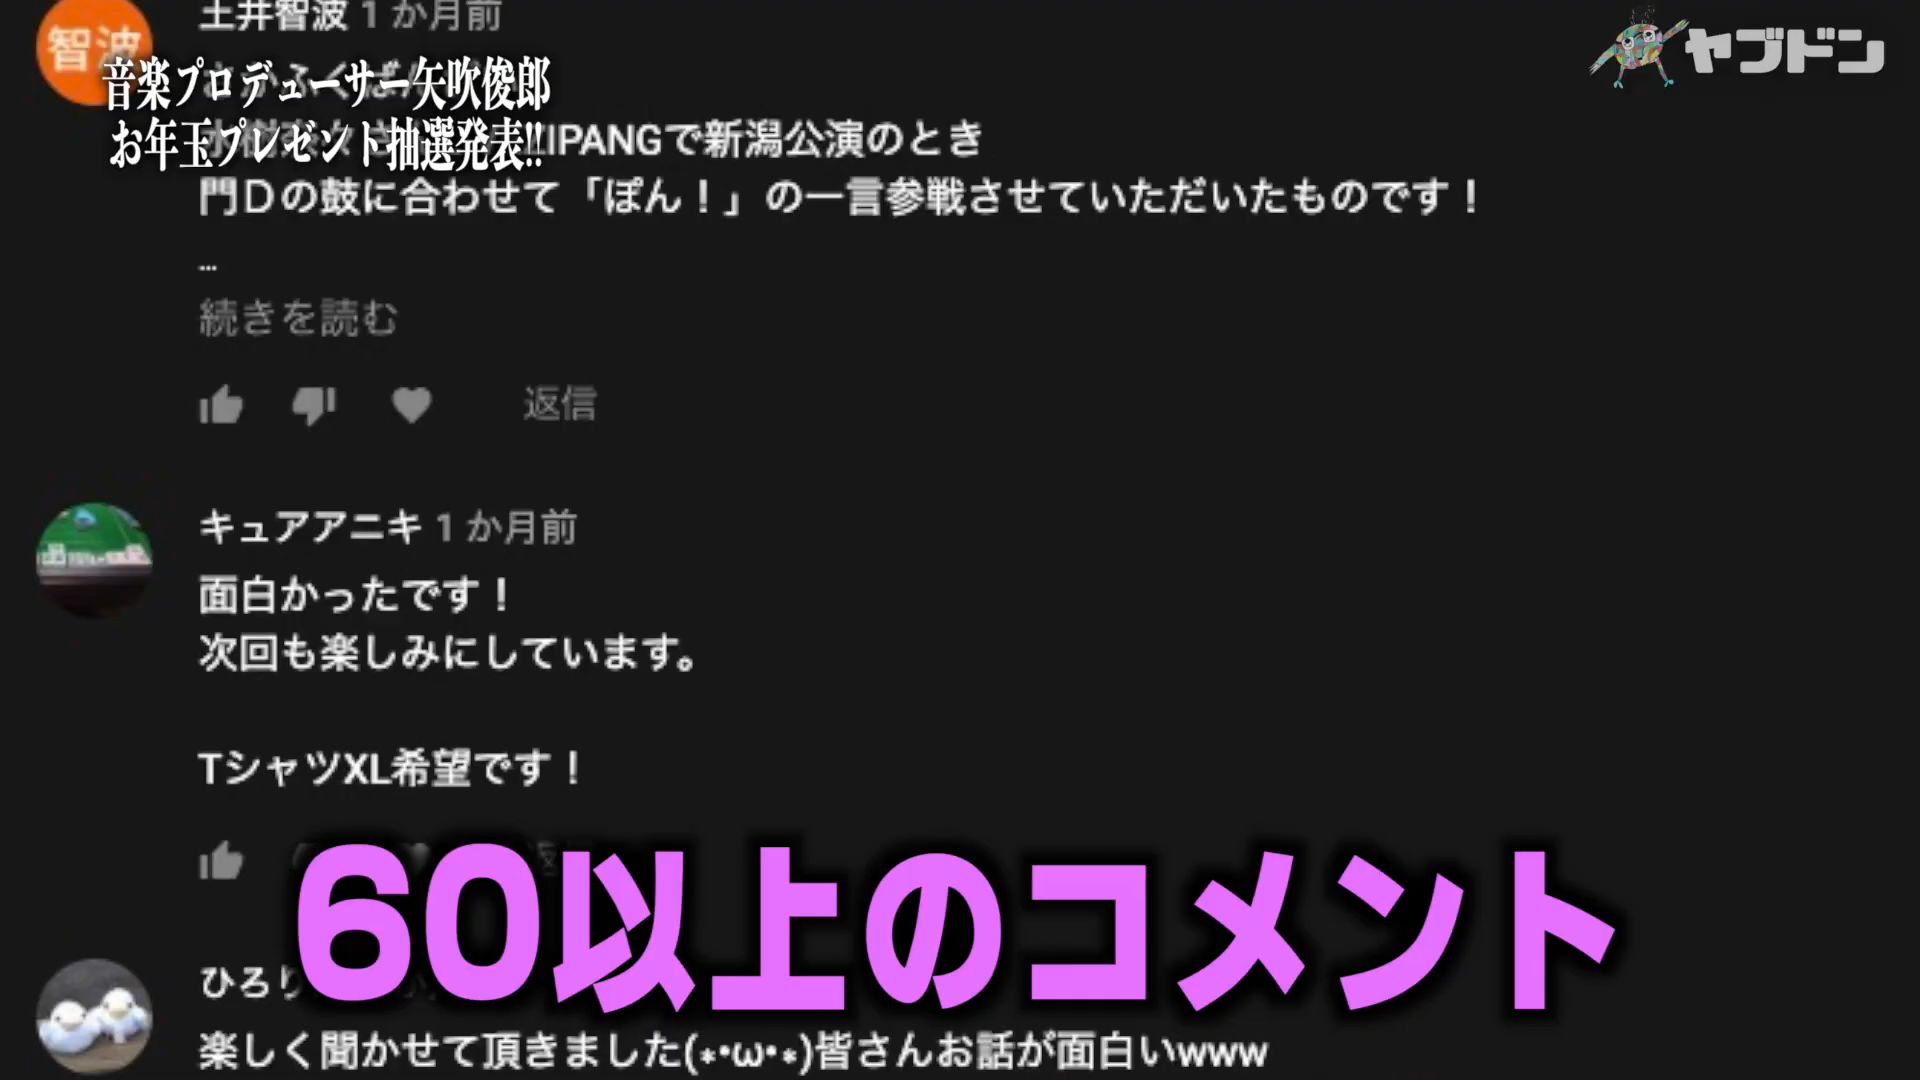 土井智波 1 か月前
智波
ヤブドン
音楽プロデューサー矢吹俊郎
お年玉プレゼント抽選発表!!
ZIPANGで新潟公演のとき
門Dの鼓に合わせて「ぽん！」の一言参戦させていただいたものです！
…
続きを読む
返信
キュアアニキ 1 か月前
面白かったです！
次回も楽しみにしています。
TシャツXL希望です！
60以上のコメント
ひろり
楽しく聞かせて頂きました(⁎•ω•⁎)皆さんお話が面白いwww